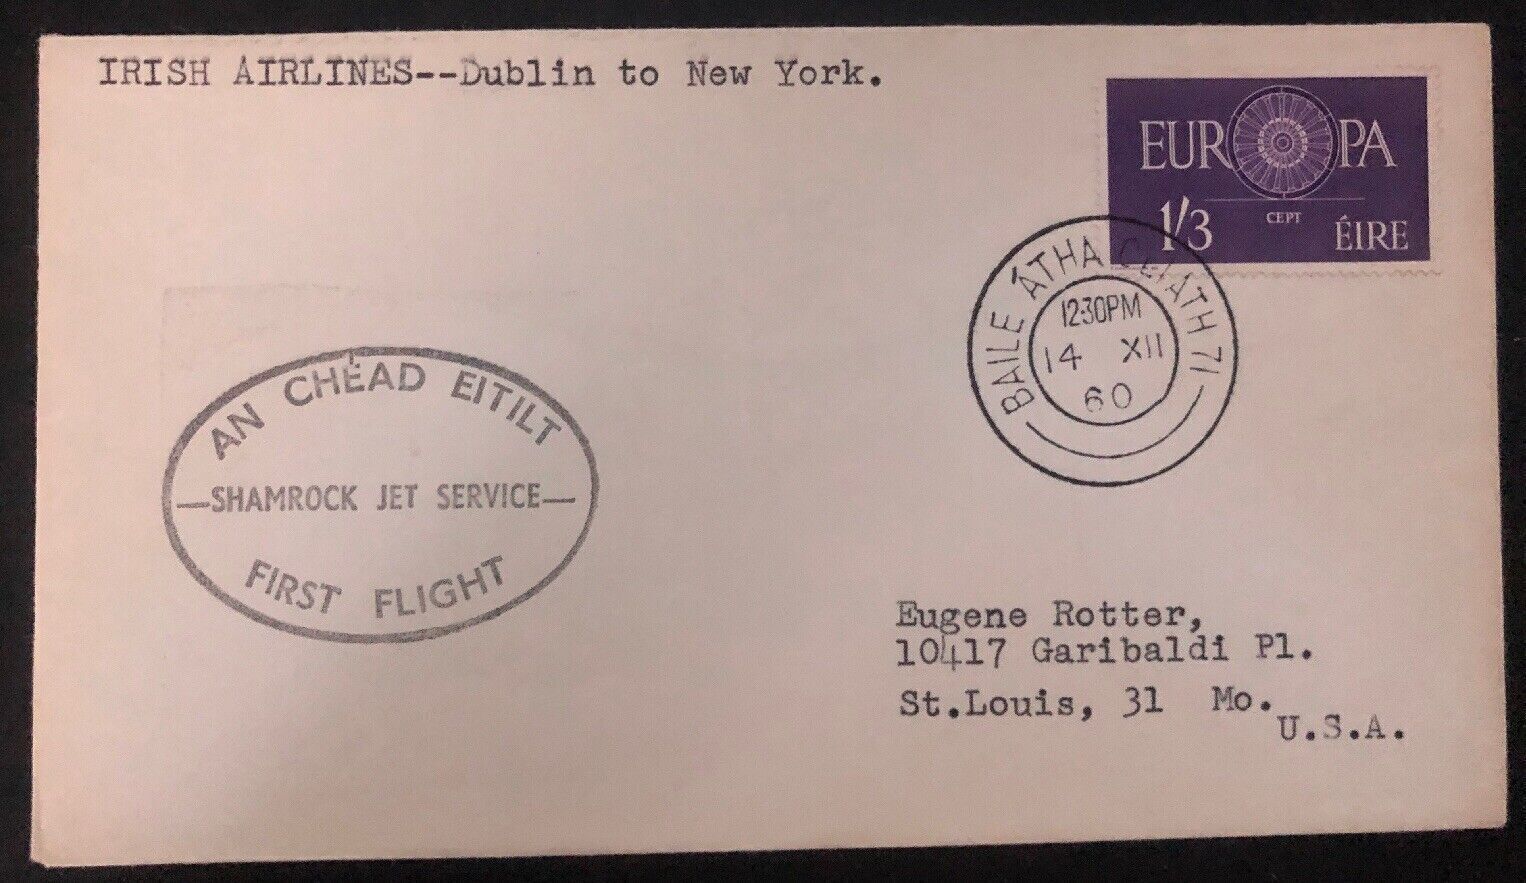 IRISH AIRLINES--Dublin to New York.
EUROPA
1/3 CEPT ÉIRE
BAILE ÁTHA CLIATH 71
12·30PM
14 XII
60
AN CHÉAD EITILT
—SHAMROCK JET SERVICE—
FIRST FLIGHT
Eugene Rotter,
10417 Garibaldi Pl.
St.Louis, 31 Mo.
U.S.A.